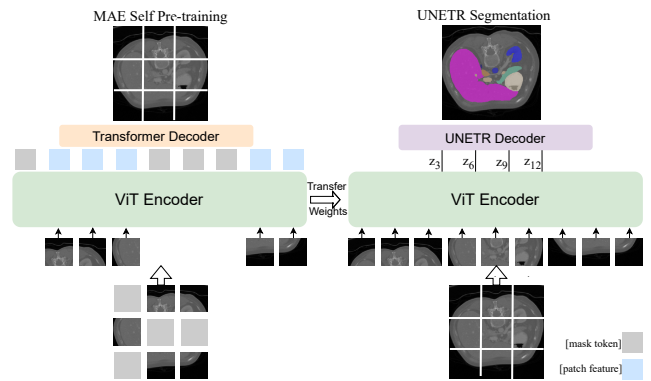 MAE Self Pre-training
UNETR Segmentation
Transformer Decoder
UNETR Decoder
z3 z6 z9 z12
ViT Encoder
Transfer
Weights
ViT Encoder
[mask token]
[patch feature]